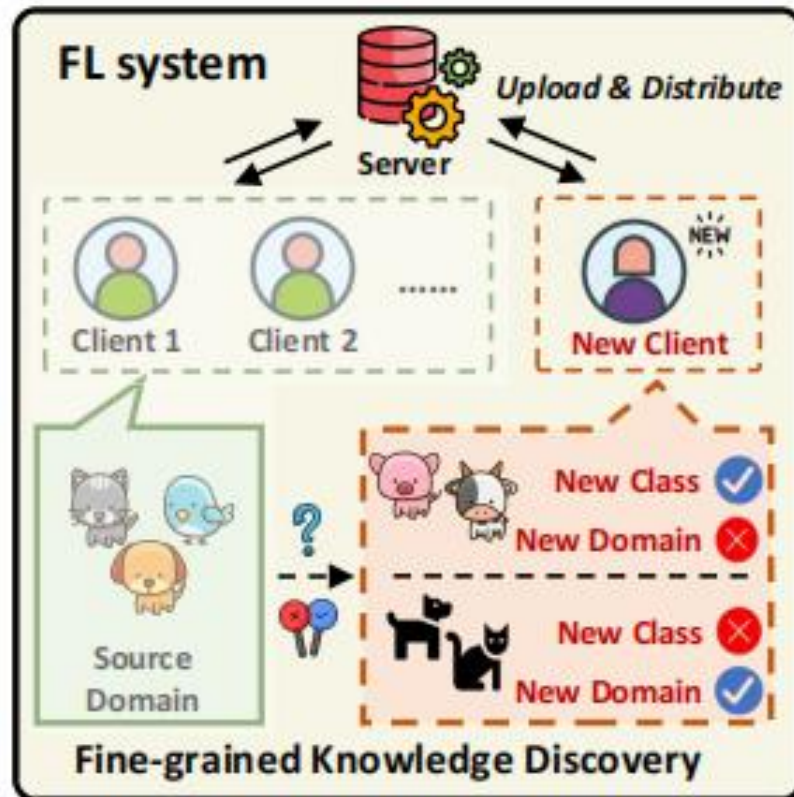 FL system
Upload & Distribute
Server
NEW
Client 1
Client 2
......
New Client
New Class
New Domain
?
New Class
New Domain
Source
Domain
Fine-grained Knowledge Discovery